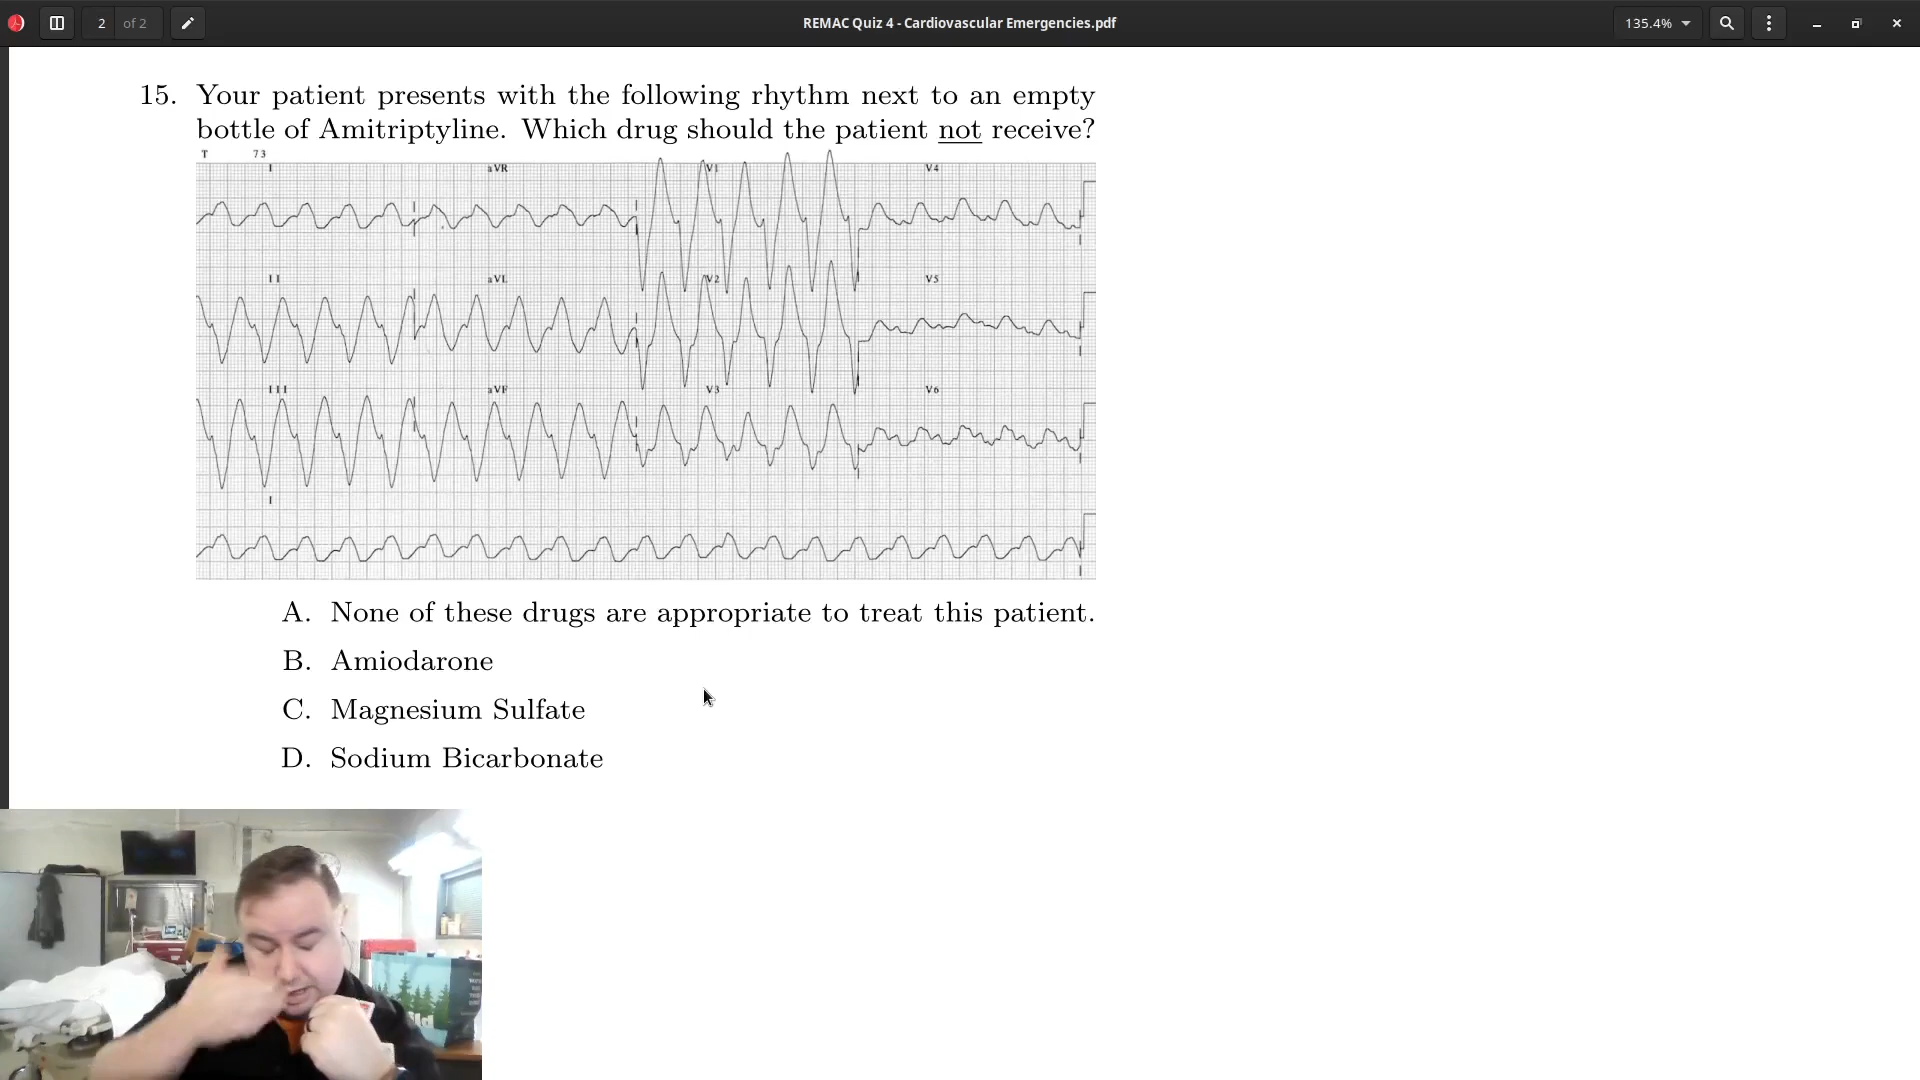 2 of 2
REMAC Quiz 4 - Cardiovascular Emergencies.pdf
135.4%
15. Your patient presents with the following rhythm next to an empty
bottle of Amitriptyline. Which drug should the patient not receive?
T 73
I aVR V1 V4
II aVL V2 V5
III aVF V3 V6
I
A. None of these drugs are appropriate to treat this patient.
B. Amiodarone
C. Magnesium Sulfate
D. Sodium Bicarbonate